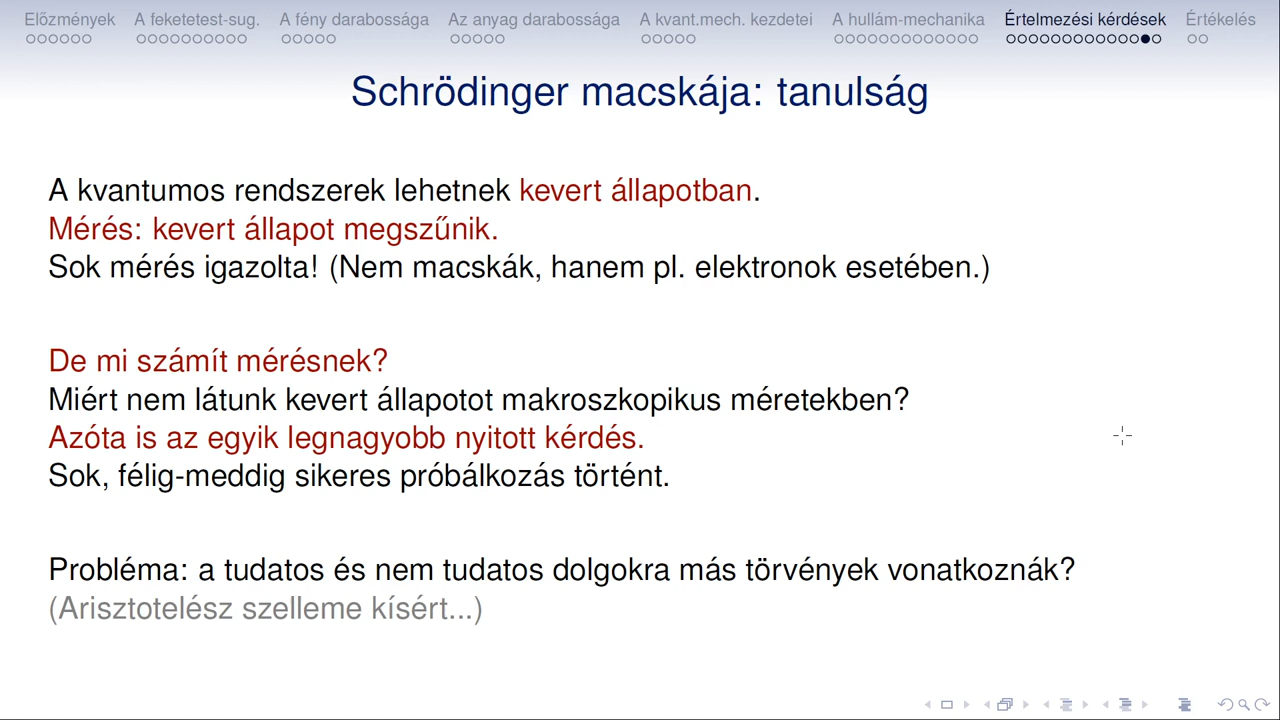 Előzmények A feketetest-sug. A fény darabossága Az anyag darabossága A kvant.mech. kezdetei A hullám-mechanika Értelmezési kérdések Értékelés
Schrödinger macskája: tanulság
A kvantumos rendszerek lehetnek kevert állapotban.
Mérés: kevert állapot megszűnik.
Sok mérés igazolta! (Nem macskák, hanem pl. elektronok esetében.)
De mi számít mérésnek?
Miért nem látunk kevert állapotot makroszkopikus méretekben?
Azóta is az egyik legnagyobb nyitott kérdés.
Sok, félig-meddig sikeres próbálkozás történt.
Probléma: a tudatos és nem tudatos dolgokra más törvények vonatkoznák?
(Arisztotelész szelleme kísért...)